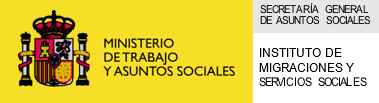 MINISTERIO
DE TRABAJO
Y ASUNTOS SOCIALES
SECRETARÍA GENERAL
DE ASUNTOS SOCIALES
INSTITUTO DE
MIGRACIONES Y
SERVICIOS SOCIALES